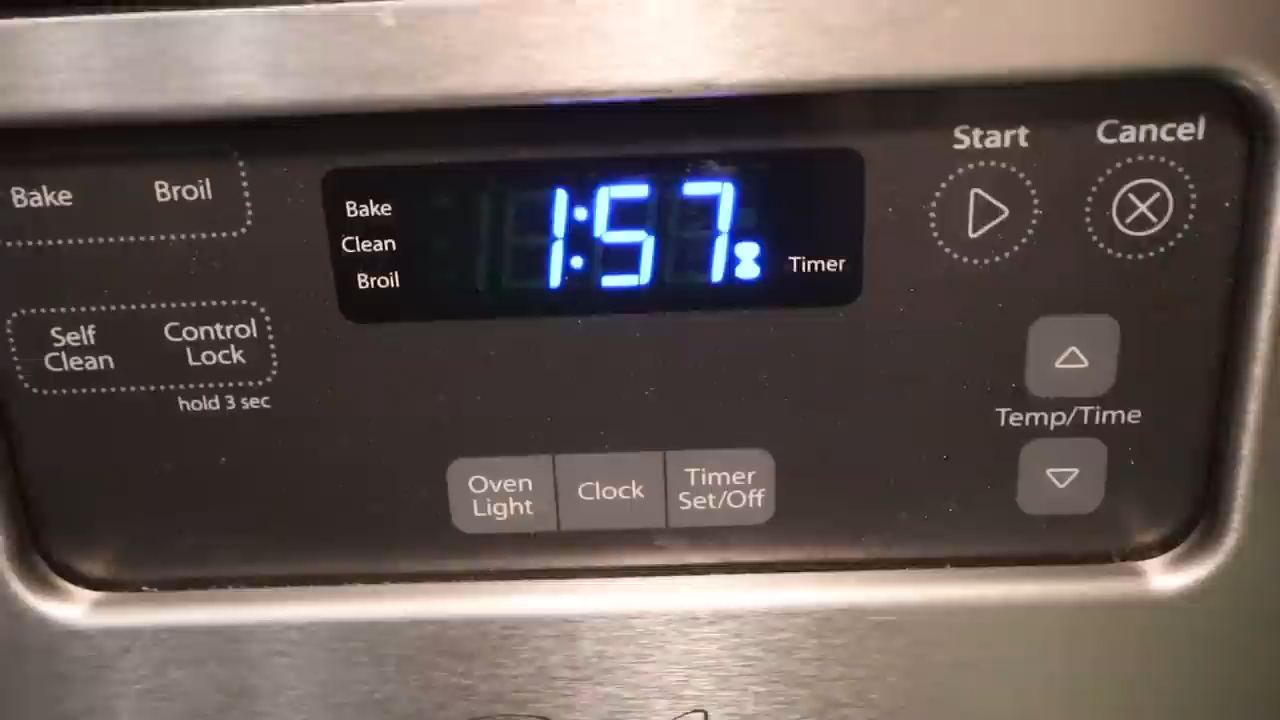 Start Cancel
Bake Broil
Bake
Clean
Broil
1:57
Timer
Self
Clean
Control
Lock
hold 3 sec
Temp/Time
Oven
Light
Clock
Timer
Set/Off